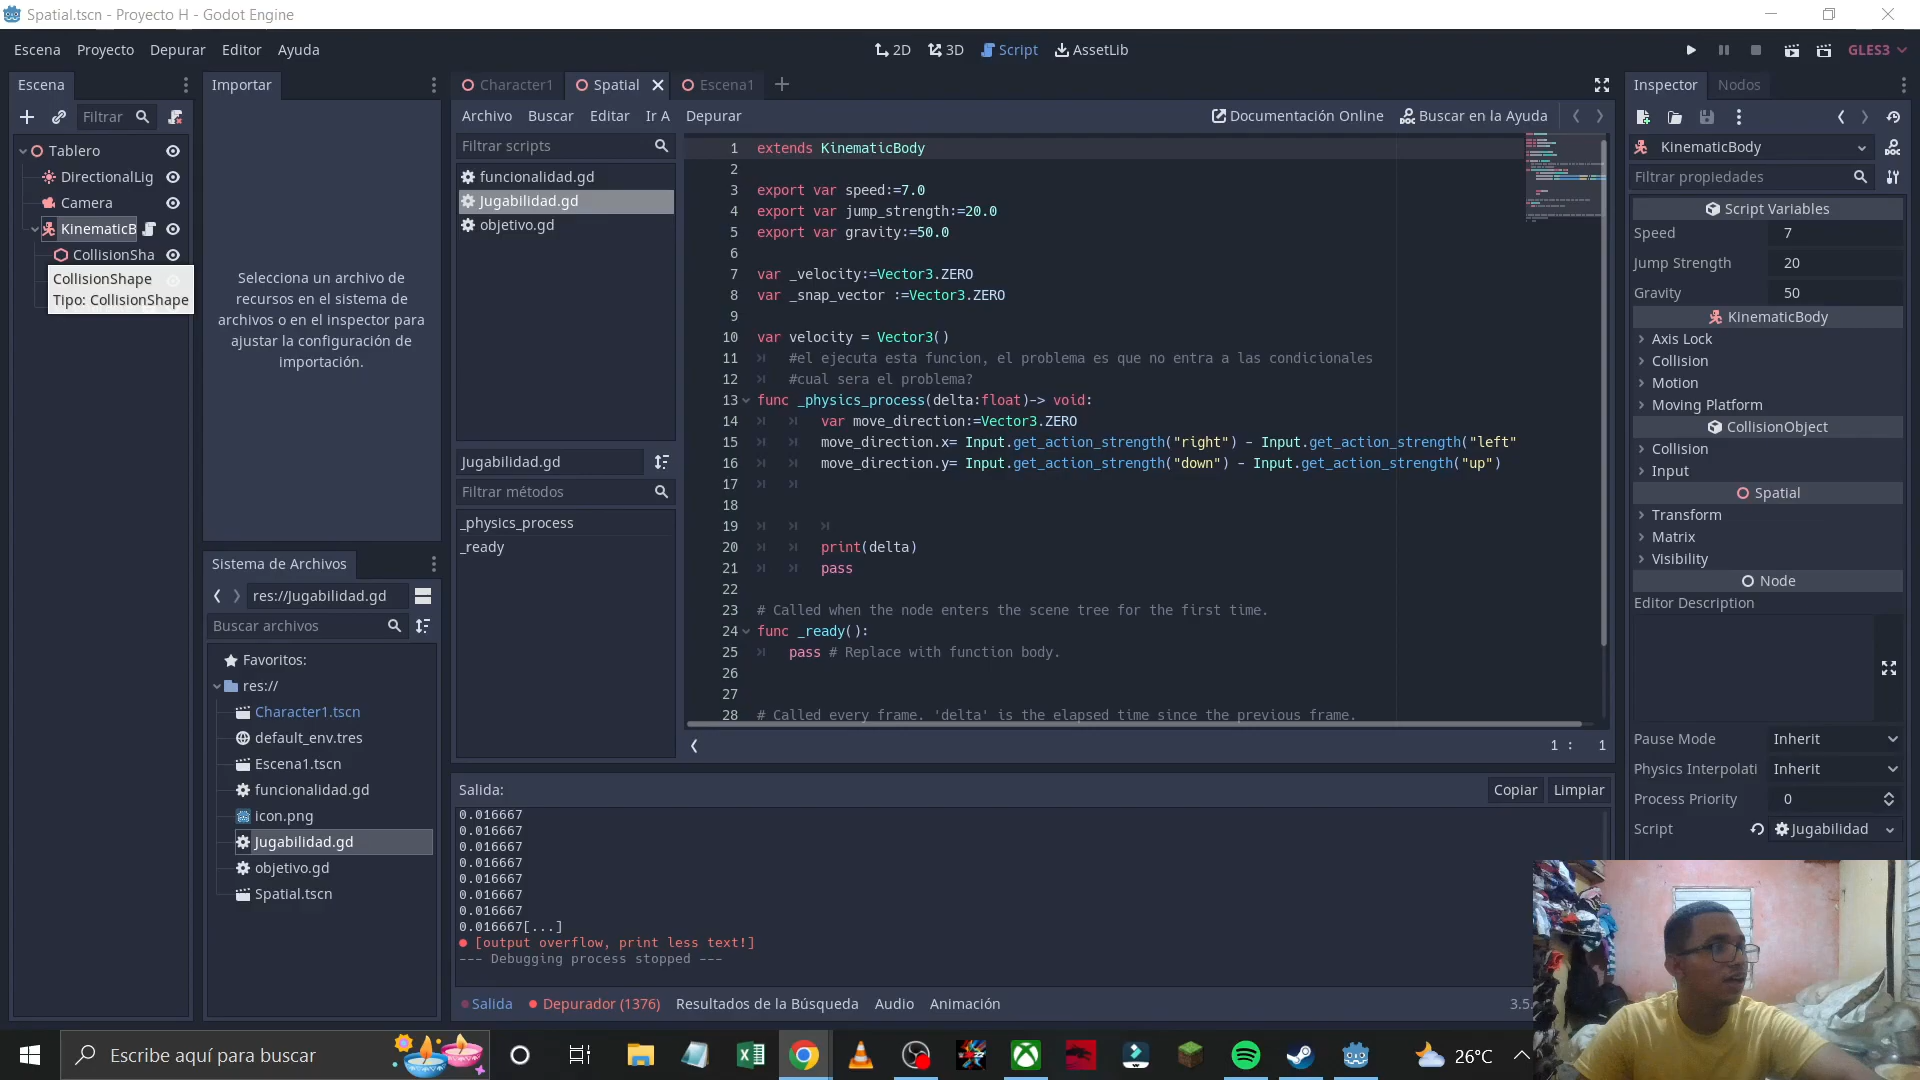 Spatial.tscn - Proyecto H - Godot Engine
Escena Proyecto Depurar Editor Ayuda
2D 3D Script AssetLib
GLES3
Escena
Filtrar
Tablero
DirectionalLig
Camera
KinematicB
CollisionSha
CollisionShape
Tipo: CollisionShape
Importar
Selecciona un archivo de
recursos en el sistema de
archivos o en el inspector para
ajustar la configuración de
importación.
Sistema de Archivos
res://Jugabilidad.gd
Buscar archivos
Favoritos:
res://
Character1.tscn
default_env.tres
Escena1.tscn
funcionalidad.gd
icon.png
Jugabilidad.gd
objetivo.gd
Spatial.tscn
Character1 Spatial Escena1
Archivo Buscar Editar Ir A Depurar
Documentación Online Buscar en la Ayuda
Filtrar scripts
funcionalidad.gd
Jugabilidad.gd
objetivo.gd
Jugabilidad.gd
Filtrar métodos
_physics_process
_ready
1 extends KinematicBody
2
3 export var speed:=7.0
4 export var jump_strength:=20.0
5 export var gravity:=50.0
6
7 var _velocity:=Vector3.ZERO
8 var _snap_vector :=Vector3.ZERO
9
10 var velocity = Vector3()
11 #el ejecuta esta funcion, el problema es que no entra a las condicionales
12 #cual sera el problema?
13 func _physics_process(delta:float)-> void:
14 var move_direction:=Vector3.ZERO
15 move_direction.x= Input.get_action_strength("right") - Input.get_action_strength("left"
16 move_direction.y= Input.get_action_strength("down") - Input.get_action_strength("up")
17
18
19
20 print(delta)
21 pass
22
23 # Called when the node enters the scene tree for the first time.
24 func _ready():
25 pass # Replace with function body.
26
27
28 # Called every frame. 'delta' is the elapsed time since the previous frame.
1 : 1
Salida:
Copiar Limpiar
0.016667
0.016667
0.016667
0.016667
0.016667
0.016667
0.016667
0.016667[...]
[output overflow, print less text!]
--- Debugging process stopped ---
Salida Depurador (1376) Resultados de la Búsqueda Audio Animación
3.5.
Inspector Nodos
KinematicBody
Filtrar propiedades
Script Variables
Speed 7
Jump Strength 20
Gravity 50
KinematicBody
Axis Lock
Collision
Motion
Moving Platform
CollisionObject
Collision
Input
Spatial
Transform
Matrix
Visibility
Node
Editor Description
Pause Mode Inherit
Physics Interpolati Inherit
Process Priority 0
Script Jugabilidad
Escribe aquí para buscar
26°C